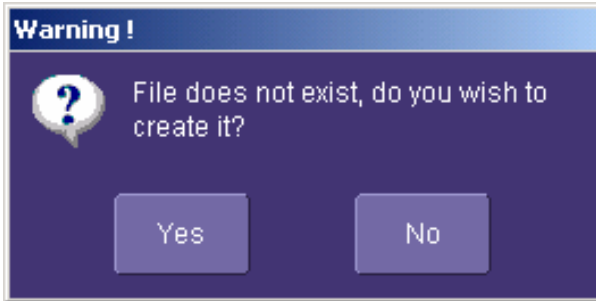 Warning !
File does not exist, do you wish to
create it?
Yes
No